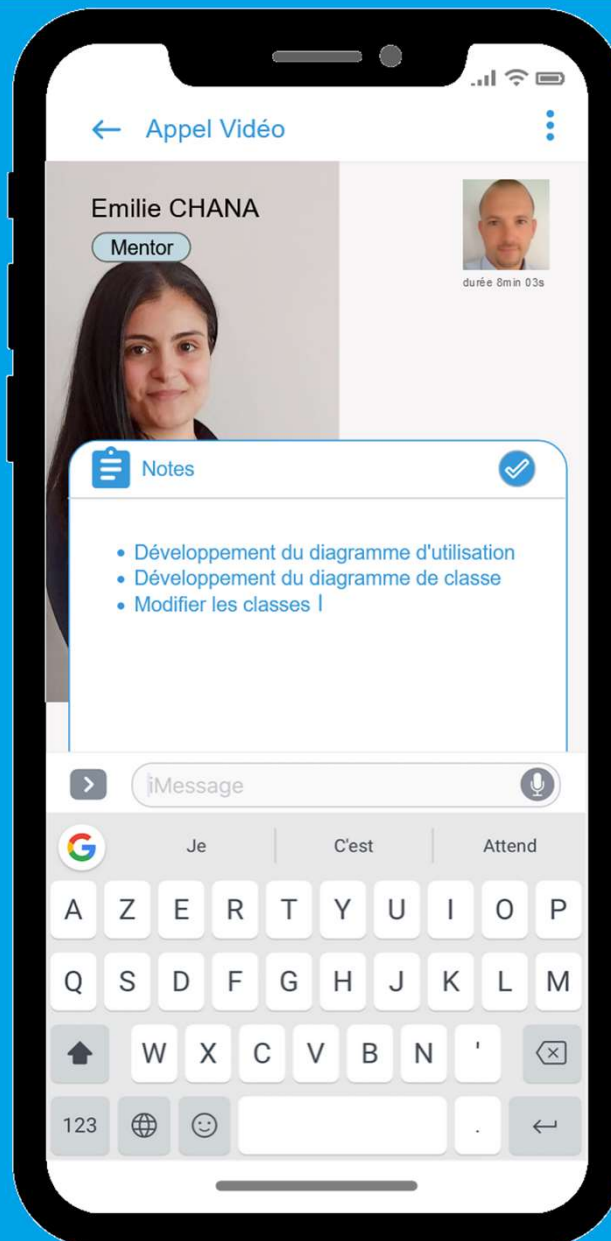 Appel Vidéo
Emilie CHANA
Mentor
durée 8min 03s
Notes
• Développement du diagramme d'utilisation
• Développement du diagramme de classe
• Modifier les classes
iMessage
G Je C'est Attend
A Z E R T Y U I O P
Q S D F G H J K L M
W X C V B N '
123 .